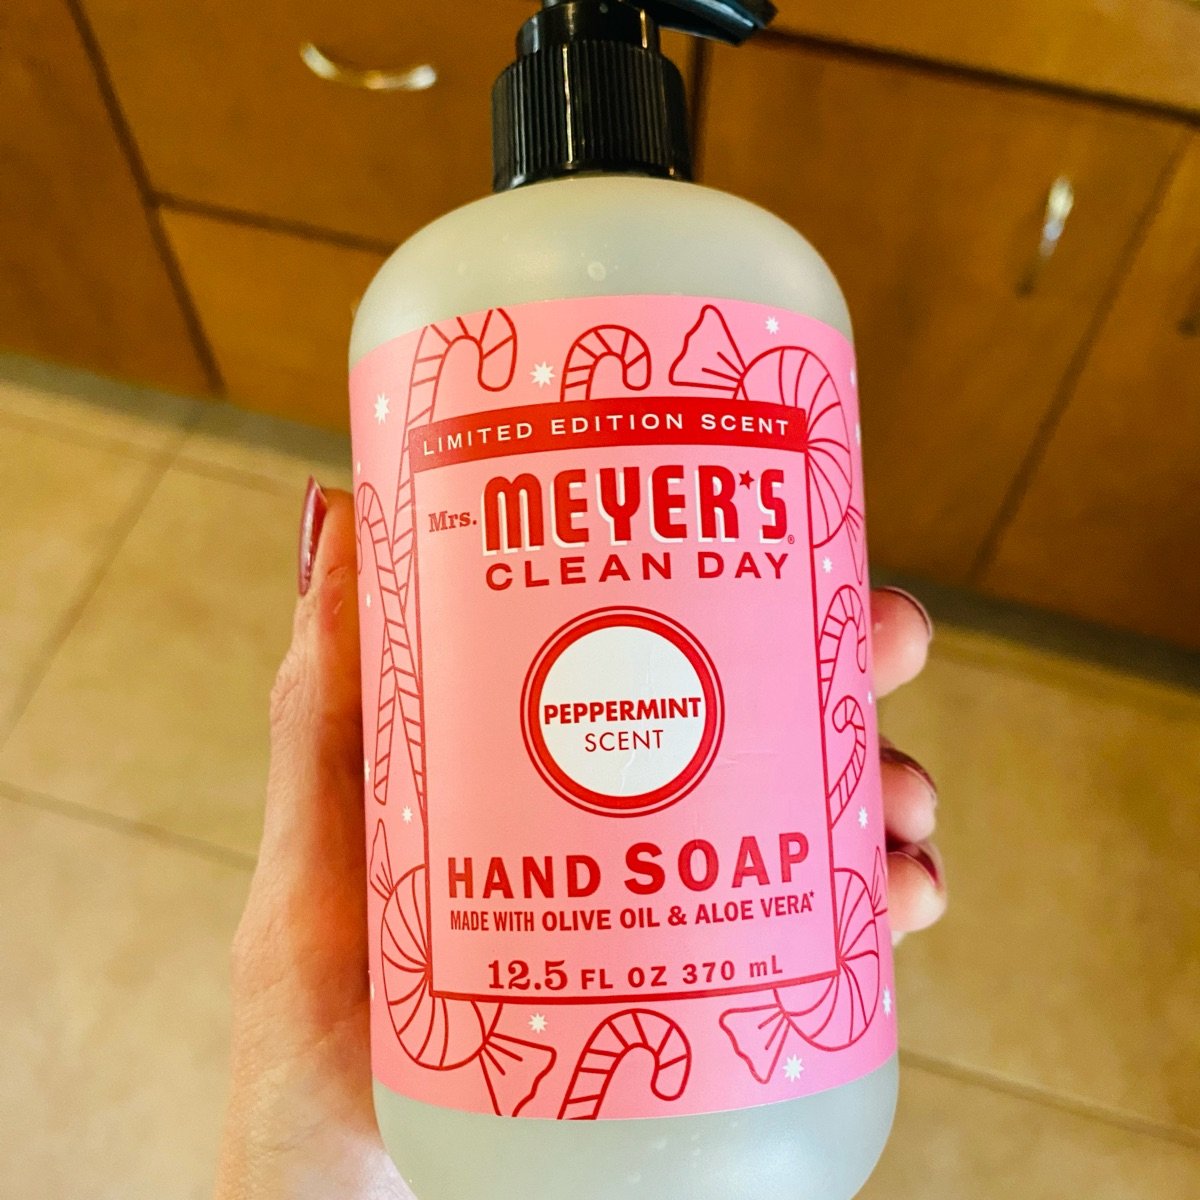 LIMITED EDITION SCENT
Mrs. MEYER'S®
CLEAN DAY
PEPPERMINT
SCENT
HAND SOAP
MADE WITH OLIVE OIL & ALOE VERA*
12.5 FL OZ 370 mL